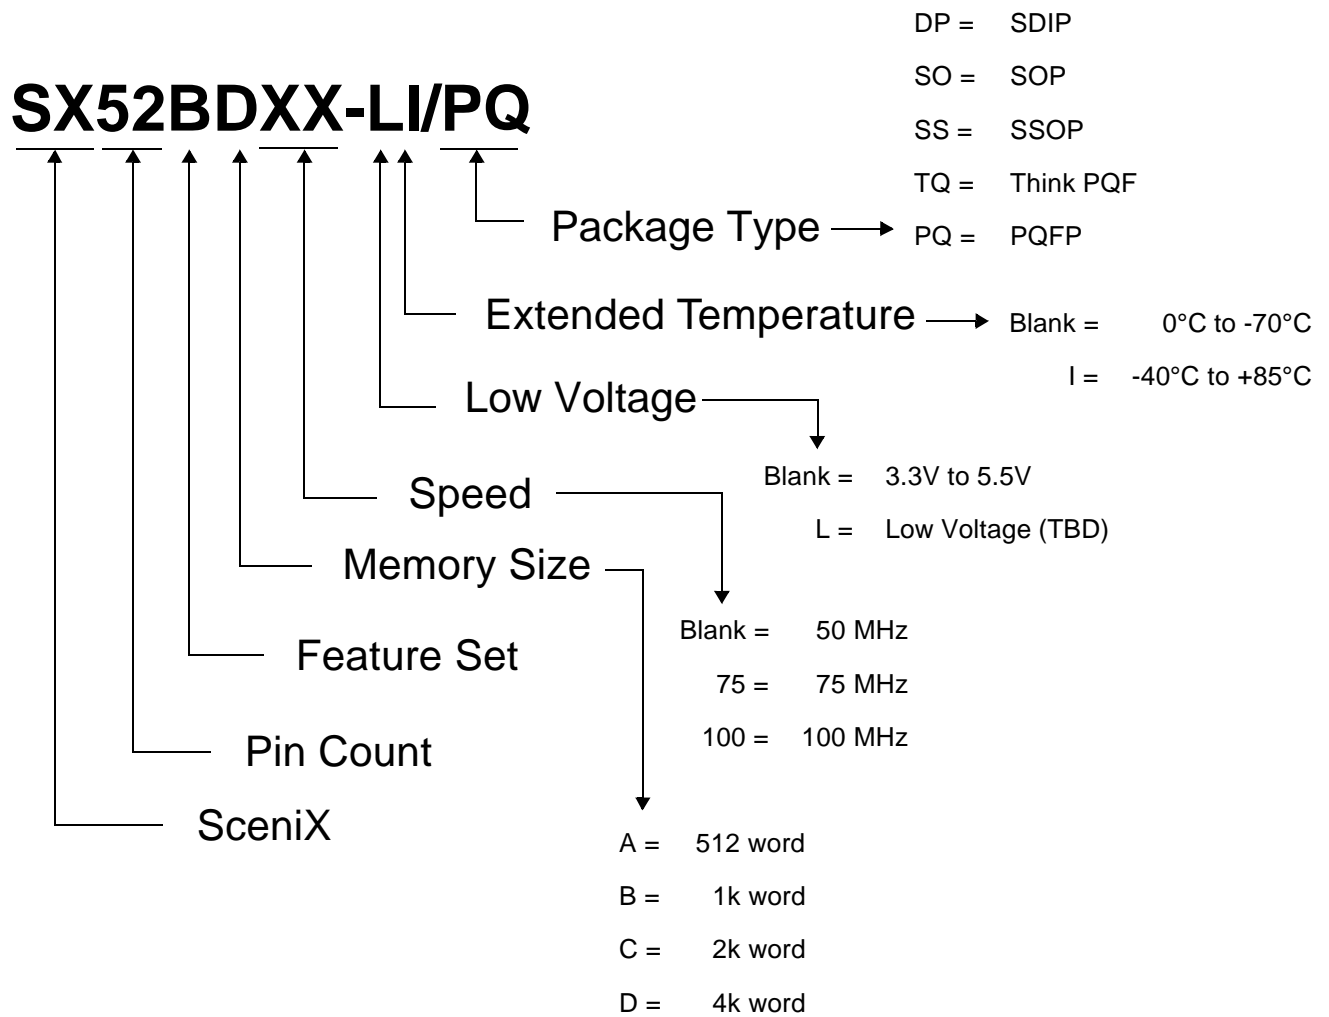 DP = SDIP
SO = SOP
SX52BDXX-LI/PQ
SS = SSOP
TQ = Think PQF
Package Type
PQ = PQFP
Extended Temperature
Blank = 0°C to -70°C
I = -40°C to +85°C
Low Voltage
Blank = 3.3V to 5.5V
L = Low Voltage (TBD)
Speed
Memory Size
Blank = 50 MHz
75 = 75 MHz
100 = 100 MHz
Feature Set
Pin Count
SceniX
A = 512 word
B = 1k word
C = 2k word
D = 4k word